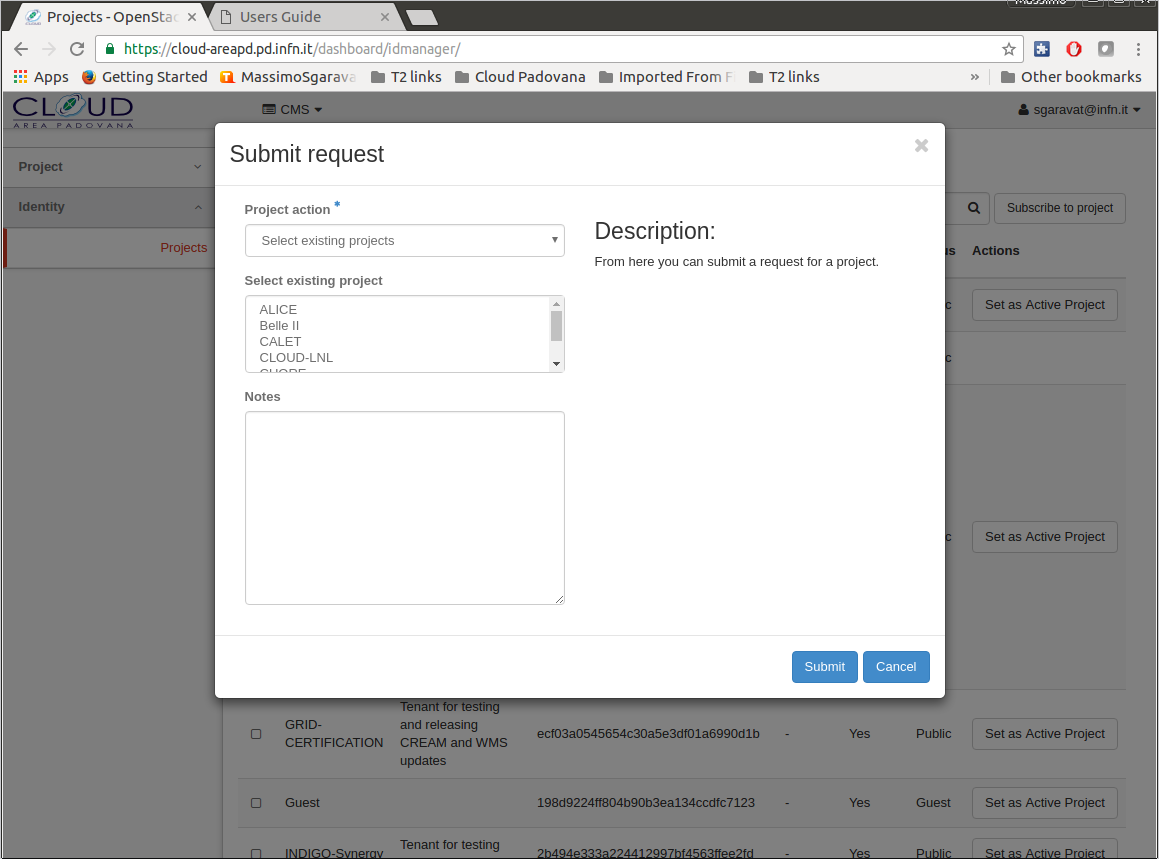 Massimo
Projects - OpenStac
Users Guide
https://cloud-areapd.pd.infn.it/dashboard/idmanager/
Apps Getting Started MassimoSgarava T2 links Cloud Padovana Imported From F T2 links » Other bookmarks
CLOUD
AREA PADOVANA
CMS
sgaravat@infn.it
Project
Identity
Projects
Subscribe to project
us Actions
c Set as Active Project
c
c Set as Active Project
Submit request
Project action *
Select existing projects
Select existing project
ALICE
Belle II
CALET
CLOUD-LNL
Notes
Description:
From here you can submit a request for a project.
Submit Cancel
GRID-
CERTIFICATION
Tenant for testing
and releasing
CREAM and WMS
updates
ecf03a0545654c30a5e3df01a6990d1b - Yes Public Set as Active Project
Guest 198d9224ff804b90b3ea134ccdfc7123 - Yes Guest Set as Active Project
INDIGO-Synergy Tenant for testing 2b494e333a224412997bf4563ffee2fd - Yes Public Set as Active Project